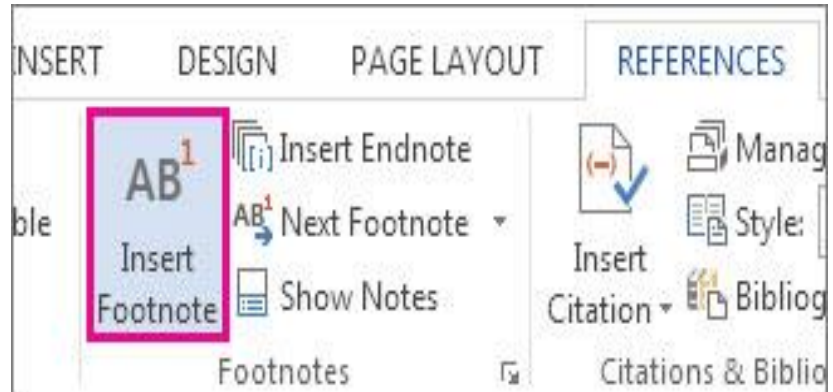 INSERT DESIGN PAGE LAYOUT REFERENCES
AB1
Insert
Footnote
[i] Insert Endnote
AB1 Next Footnote
Show Notes
Footnotes
ble
(-)
Insert
Citation
Manag
Style:
Bibliog
Citations & Biblio